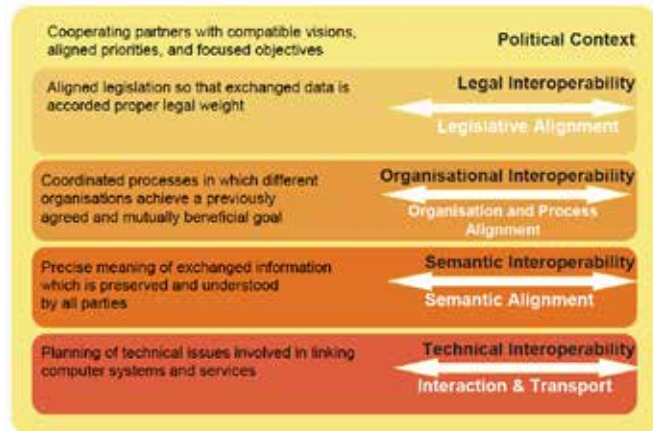 Cooperating partners with compatible visions,
aligned priorities, and focused objectives
Political Context
Aligned legislation so that exchanged data is
accorded proper legal weight
Legal Interoperability
Legislative Alignment
Coordinated processes in which different
organisations achieve a previously
agreed and mutually beneficial goal
Organisational Interoperability
Organisation and Process
Alignment
Precise meaning of exchanged information
which is preserved and understood
by all parties
Semantic Interoperability
Semantic Alignment
Planning of technical issues involved in linking
computer systems and services
Technical Interoperability
Interaction & Transport